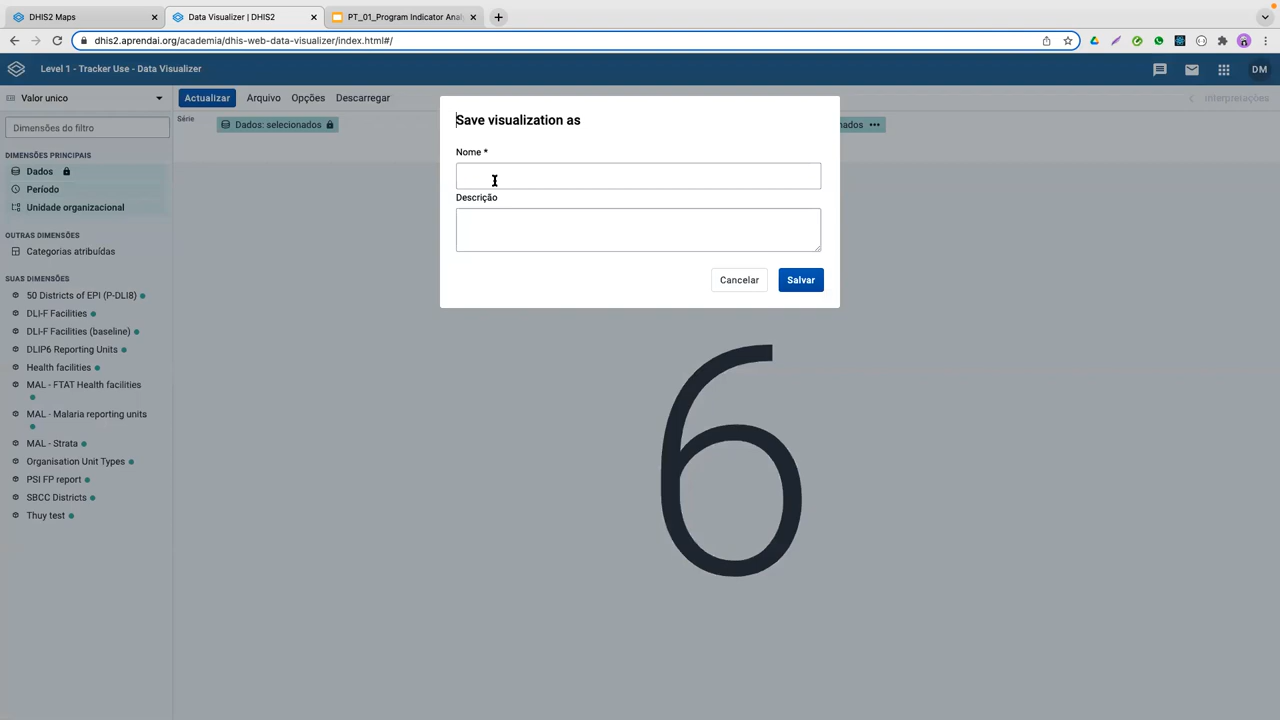 DHIS2 Maps
Data Visualizer | DHIS2
PT_01_Program Indicator Anal
dhis2.aprendai.org/academia/dhis-web-data-visualizer/index.html#/
Level 1 - Tracker Use - Data Visualizer
DM
Valor unico
Actualizar
Arquivo
Opções
Descarregar
Interpretações
Dimensões do filtro
Série
Dados: selecionados
nados
DIMENSÕES PRINCIPAIS
Dados
Período
Unidade organizacional
OUTRAS DIMENSÕES
Categorias atribuídas
SUAS DIMENSÕES
50 Districts of EPI (P-DLI8)
DLI-F Facilities
DLI-F Facilities (baseline)
DLIP6 Reporting Units
Health facilities
MAL - FTAT Health facilities
MAL - Malaria reporting units
MAL - Strata
Organisation Unit Types
PSI FP report
SBCC Districts
Thuy test
Save visualization as
Nome *
Descrição
Cancelar
Salvar
6